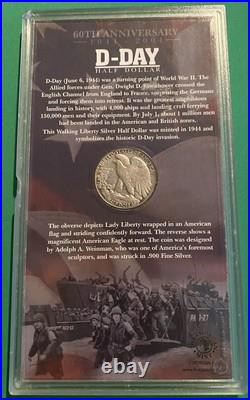 60TH ANNIVERSARY
1944 - 2004
D-DAY
HALF DOLLAR
D-Day (June 6, 1944) was a turning point of World War II. The
Allied forces under Gen. Dwight D. Eisenhower crossed the
English Channel from England to France, surprising the Germans
and forcing them into retreat. It was the greatest amphibious
landing in history, with 4,000 ships and landing craft ferrying
150,000 men and their equipment. By July 1, about 1 million men
had been landed in the American and British zones.
This Walking Liberty Silver Half Dollar was minted in 1944 and
symbolizes the historic D-Day invasion.
HALF DOLLAR
The obverse depicts Lady Liberty wrapped in an American
flag and striding confidently forward. The reverse shows a
magnificent American Eagle at rest. The coin was designed
by Adolph A. Weinman, who was one of America's foremost
sculptors, and was struck in .900 Fine Silver.